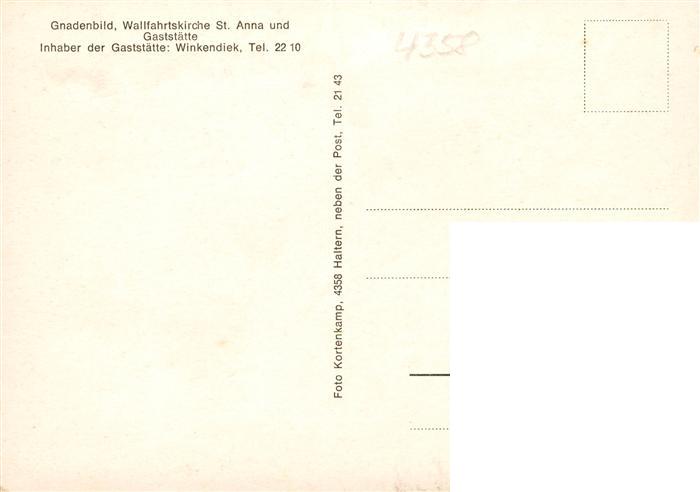 Gnadenbild, Wallfahrtskirche St. Anna und
Gaststätte
Inhaber der Gaststätte: Winkendiek, Tel. 22 10
4358
Foto Kortenkamp, 4358 Haltern, neben der Post, Tel. 21 43